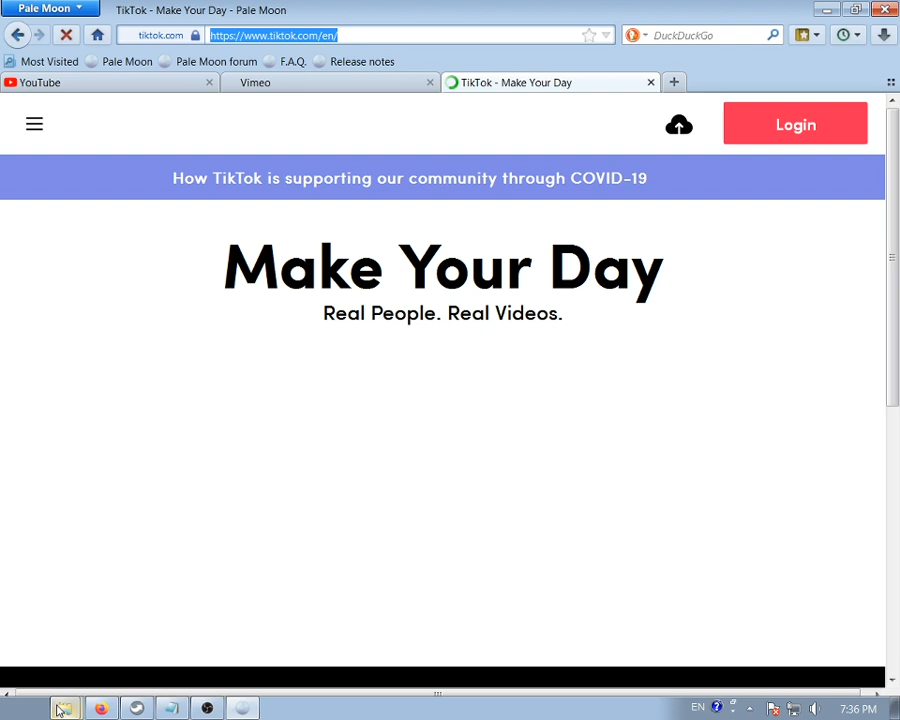 Pale Moon
TikTok - Make Your Day - Pale Moon
tiktok.com
https://www.tiktok.com/en/
DuckDuckGo
Most Visited
Pale Moon
Pale Moon forum
F.A.Q.
Release notes
YouTube
Vimeo
TikTok - Make Your Day
Login
How TikTok is supporting our community through COVID-19
Make Your Day
Real People. Real Videos.
EN
7:36 PM